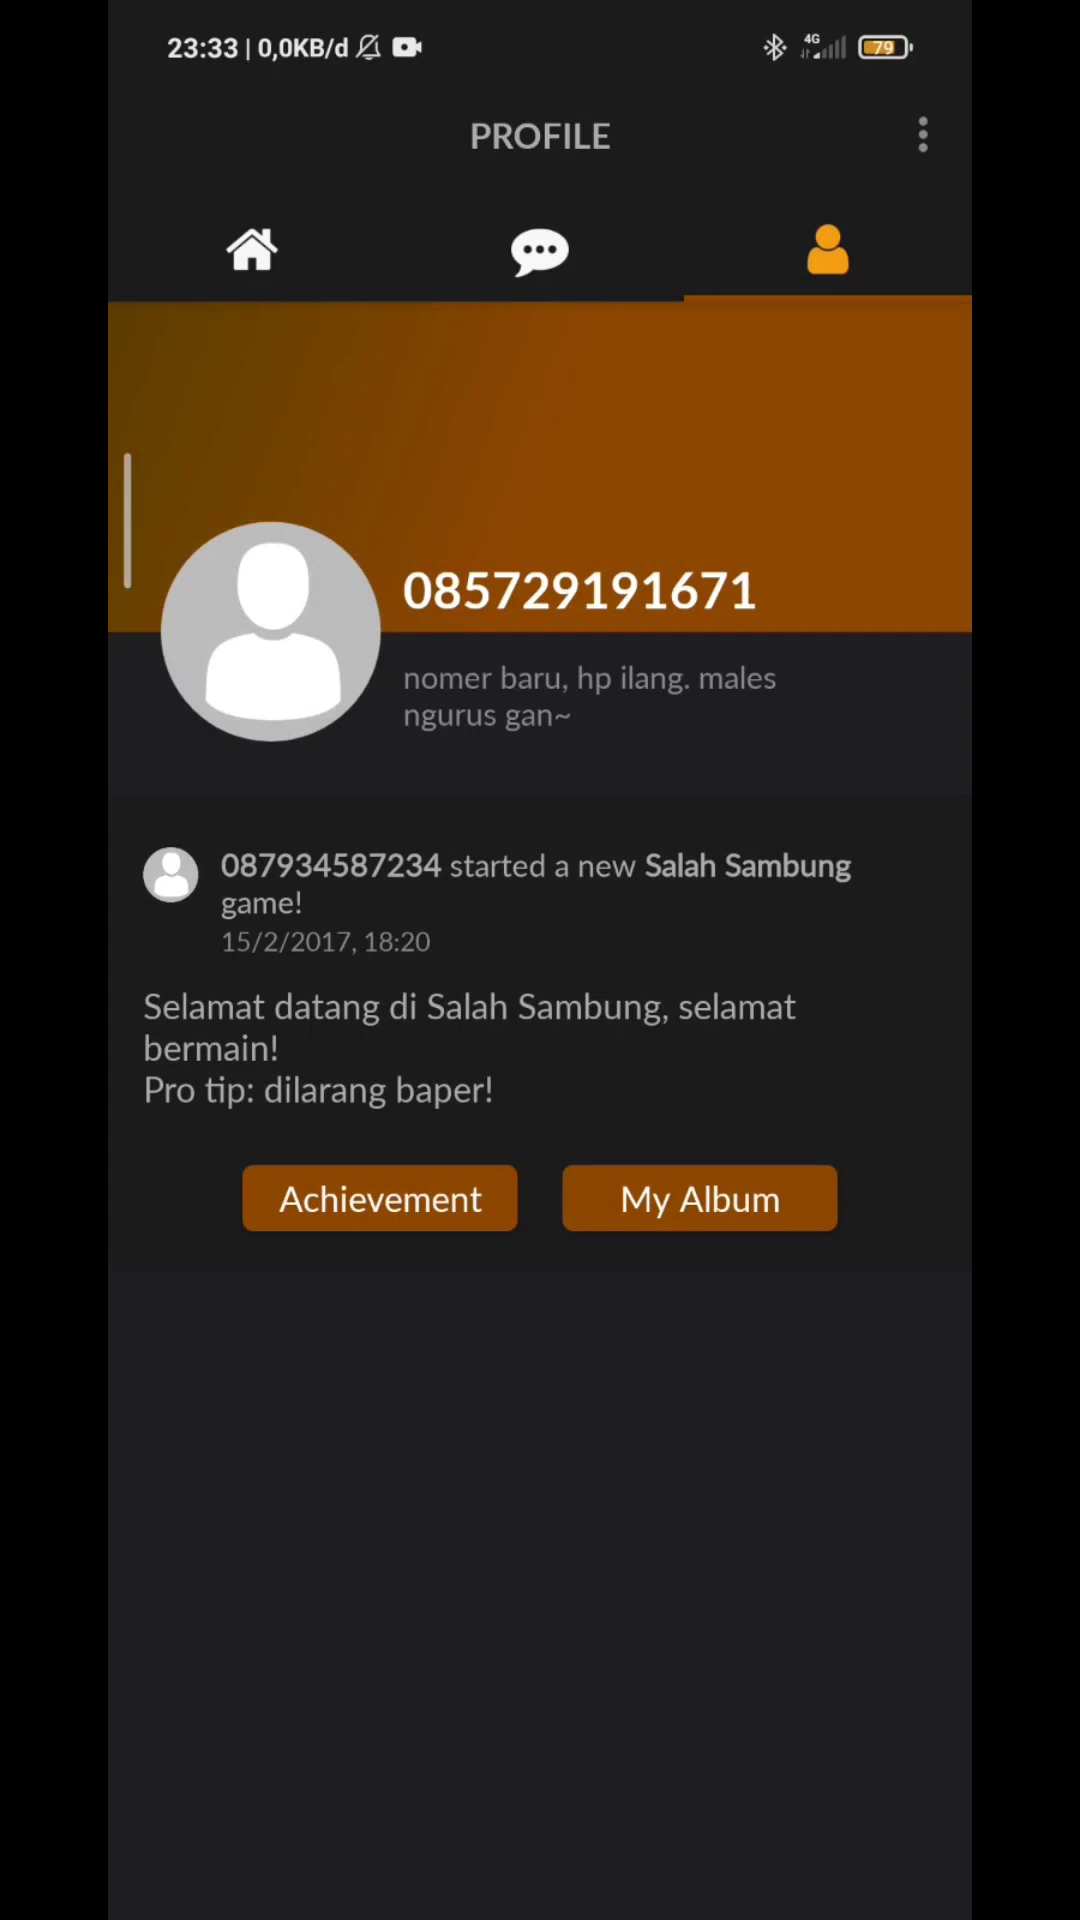 23:33 | 0,0KB/d
4G
79
PROFILE
085729191671
nomer baru, hp ilang. males
ngurus gan~
087934587234 started a new Salah Sambung
game!
15/2/2017, 18:20
Selamat datang di Salah Sambung, selamat
bermain!
Pro tip: dilarang baper!
Achievement
My Album